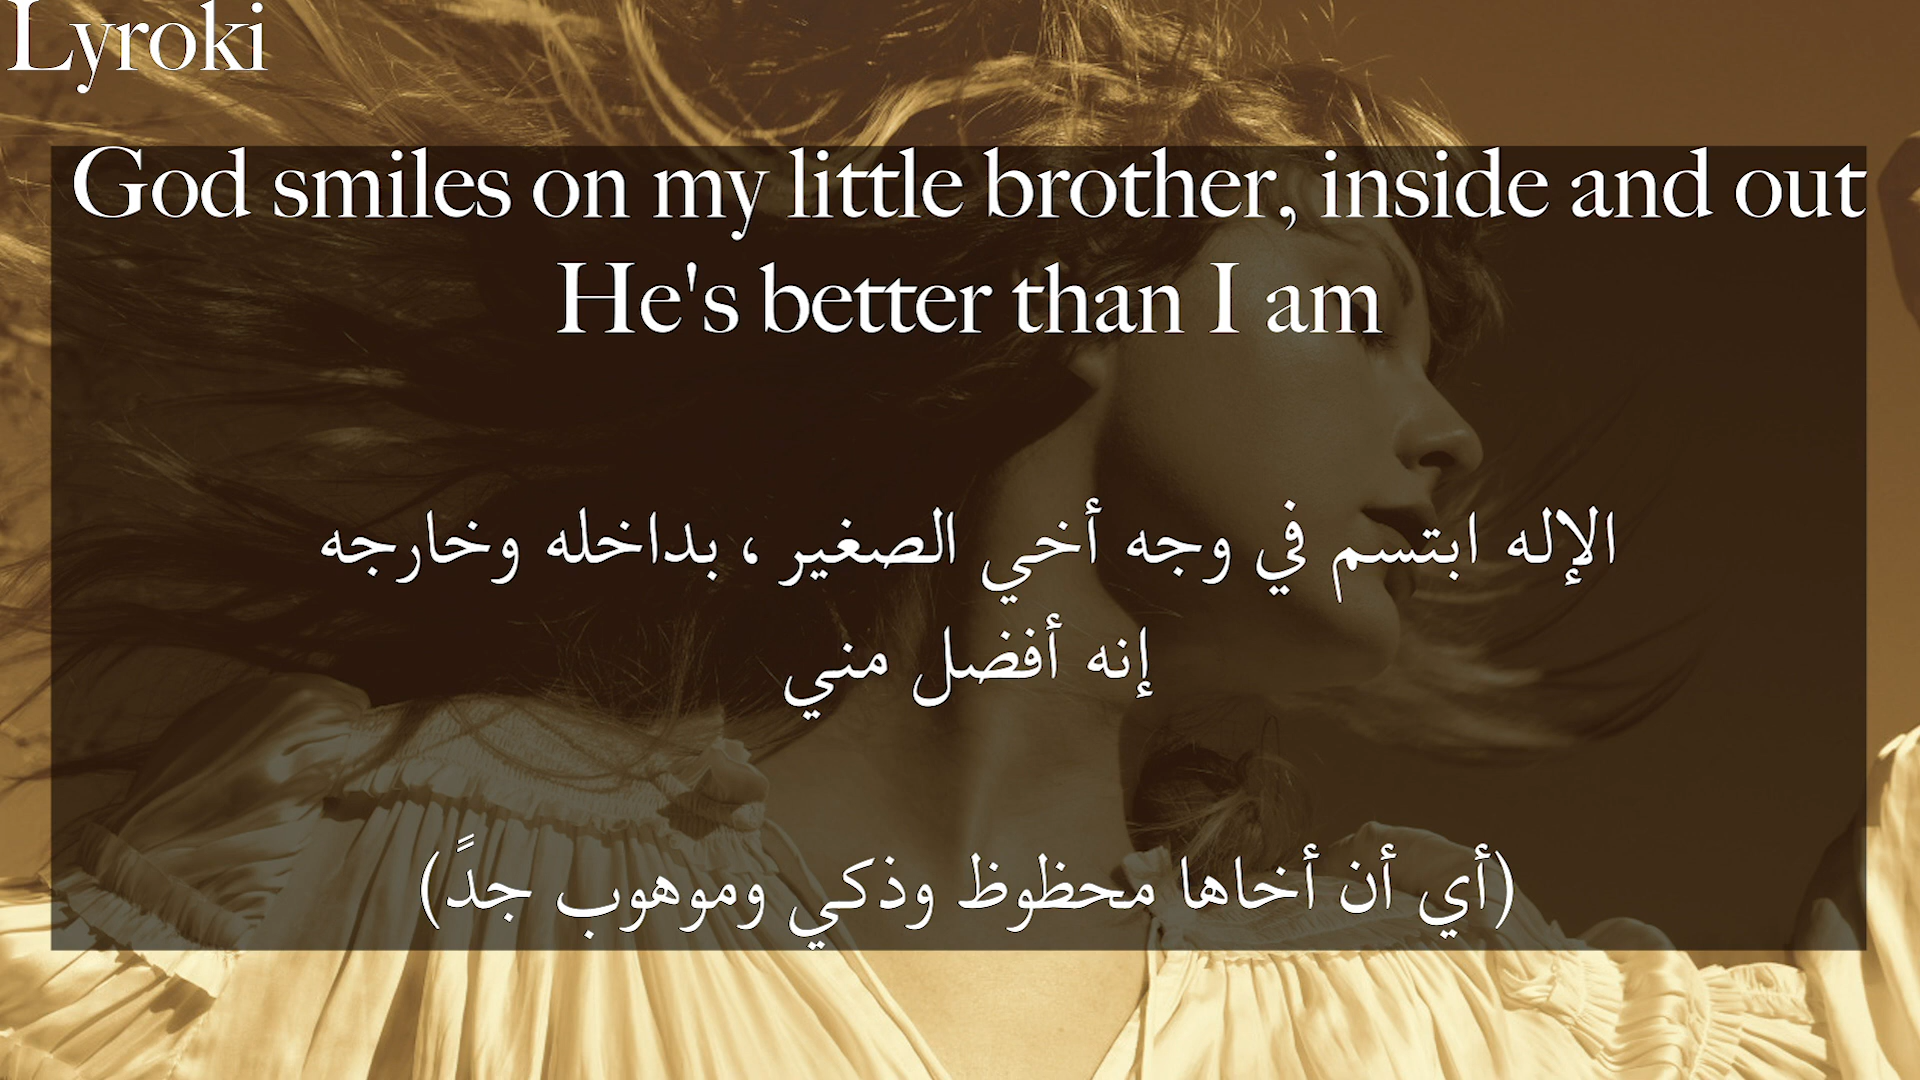 Lyroki
God smiles on my little brother, inside and out
He's better than I am
الإله ابتسم في وجه أخي الصغير ، بداخله وخارجه
إنه أفضل مني
(أي أن أخاها محظوظ وذكي وموهوب جدً)